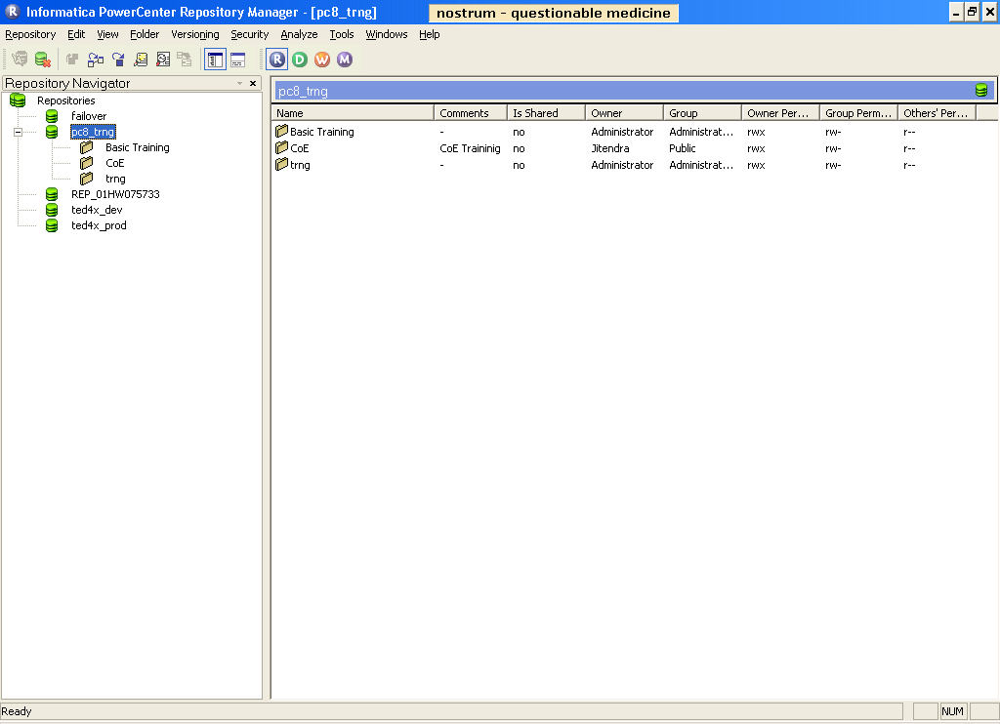 R Informatica PowerCenter Repository Manager - [pc8_trng] nostrum - questionable medicine
Repository Edit View Folder Versioning Security Analyze Tools Windows Help
R D W M
Repository Navigator
Repositories
failover
pc8_trng
Basic Training
CoE
trng
REP_01HW075733
ted4x_dev
ted4x_prod
pc8_trng
Name Comments Is Shared Owner Group Owner Per... Group Perm... Others' Per...
Basic Training - no Administrator Administrat... rwx rw- r--
CoE CoE Traininig no Jitendra Public rwx rw- r--
trng - no Administrator Administrat... rwx rw- r--
Ready NUM